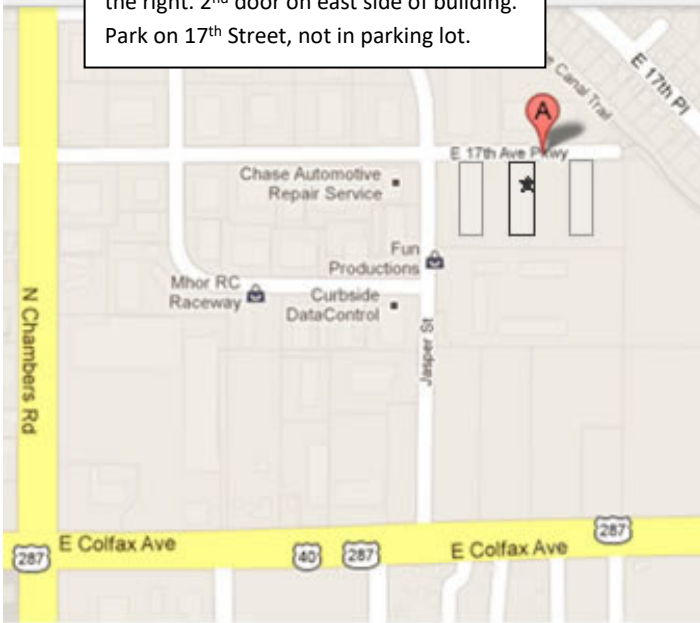 the right. 2nd door on east side of building.
Park on 17th Street, not in parking lot.
E 17th Pl
Canal Trail
A
E 17th Ave Pkwy
Chase Automotive
Repair Service
Fun
Productions
Mhor RC
Raceway
Curbside
DataControl
N Chambers Rd
Jasper St
287
E Colfax Ave
40
287
E Colfax Ave
287